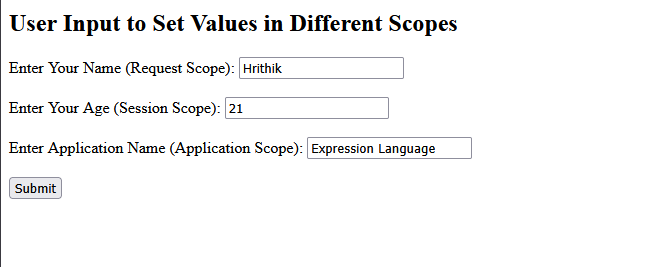 User Input to Set Values in Different Scopes
Enter Your Name (Request Scope): Hrithik
Enter Your Age (Session Scope): 21
Enter Application Name (Application Scope): Expression Language
Submit